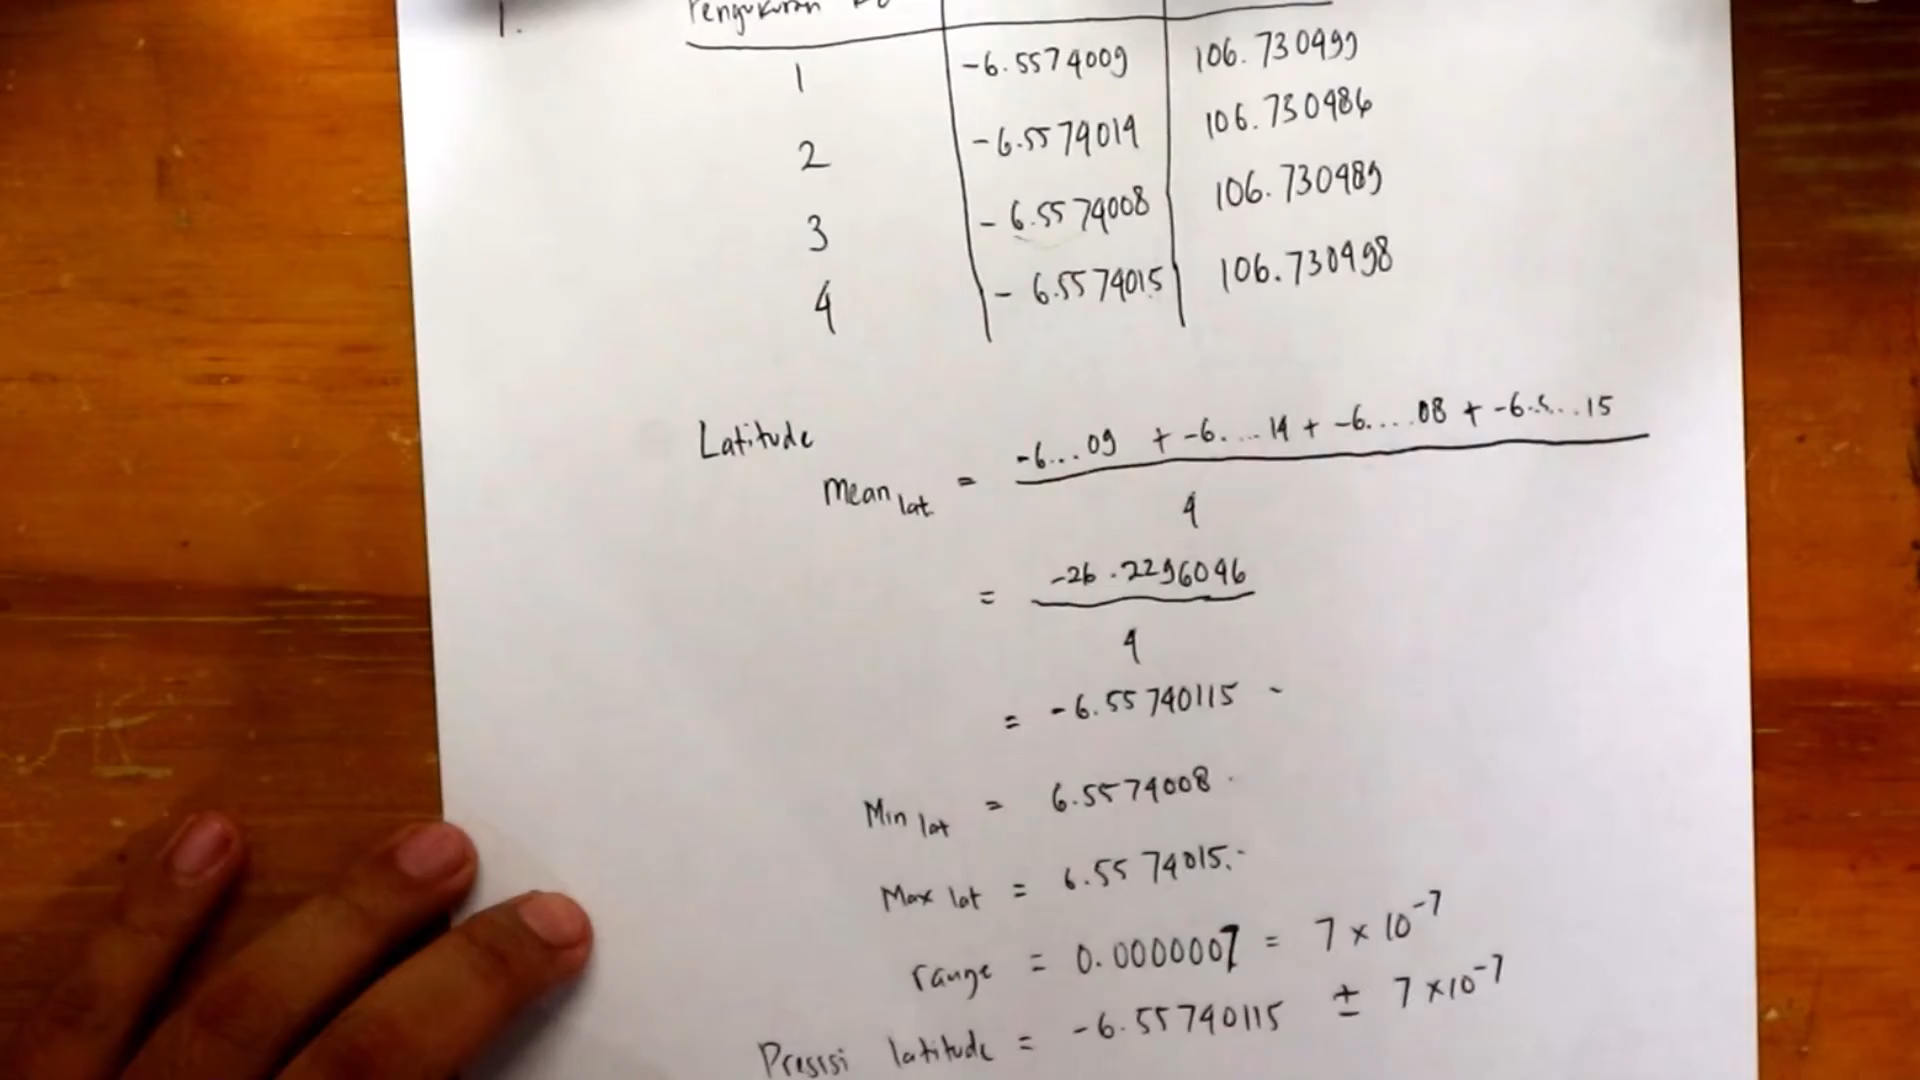 1. Pengukuran ke
1 -6.5574009 106.730499
2 -6.5574014 106.730486
3 -6.5574008 106.730489
4 -6.5574015 106.730498
Latitude
Mean lat. = -6...09 + -6....14 + -6....08 + -6.5...15
4
= -26.2296046
4
= -6.55740115
Min lat = 6.5574008
Max lat = 6.5574015
range = 0.0000007 = 7 × 10⁻⁷
Presisi latitude = -6.55740115 ± 7 × 10⁻⁷